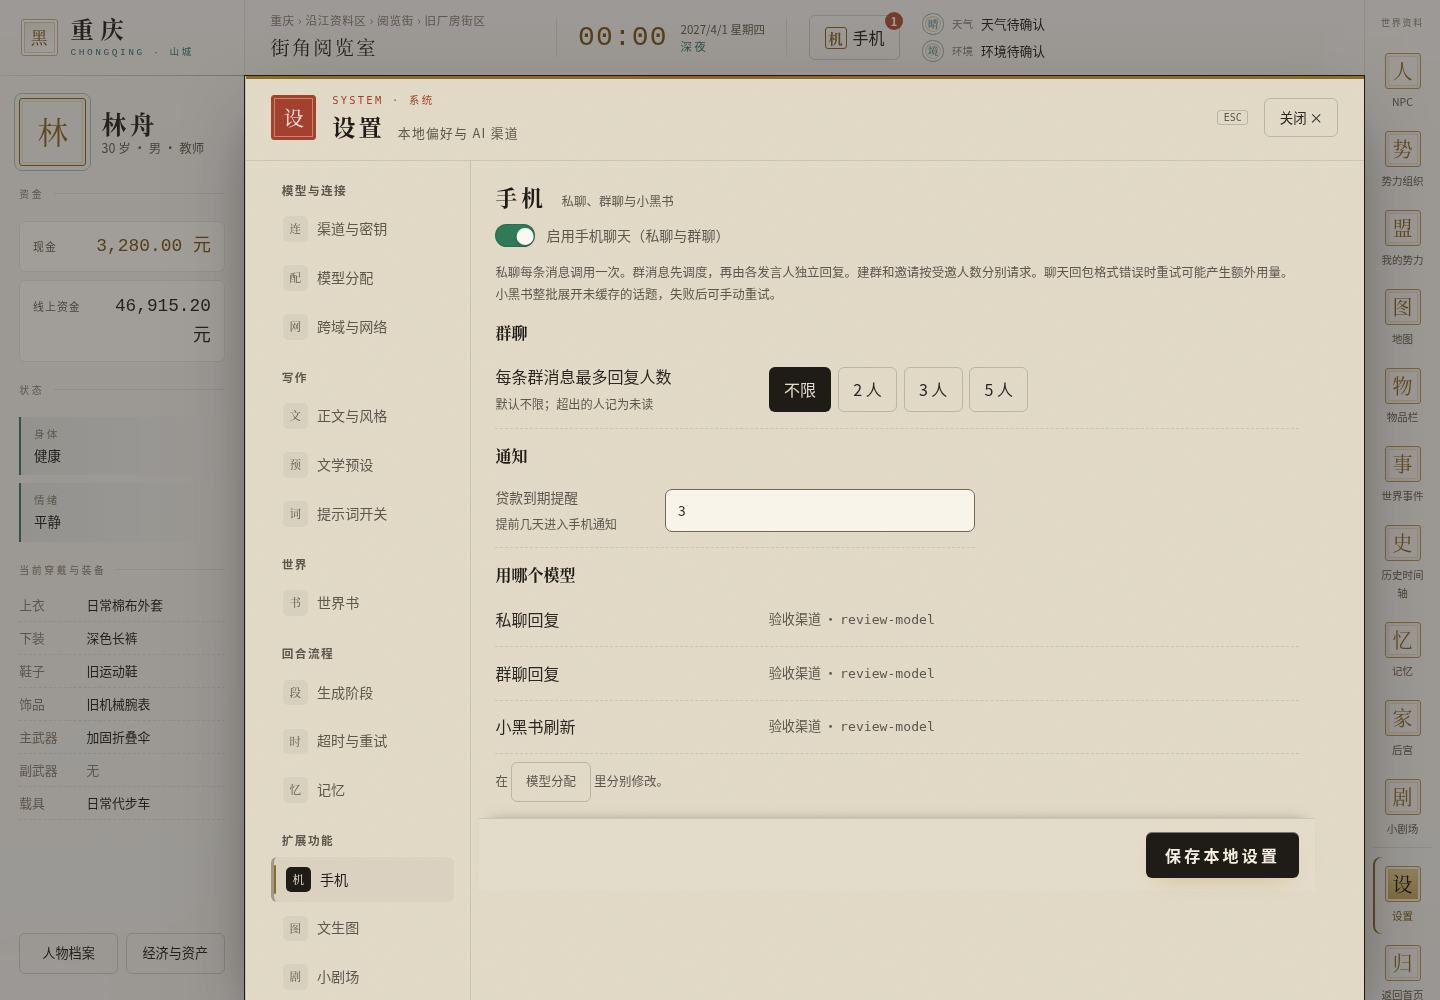 黑
重庆
CHONGQING · 山城
重庆 › 沿江资料区 › 阅览街 › 旧厂房街区
街角阅览室
00:00
2027/4/1 星期四
深夜
机 手机
1
晴 天气 天气待确认
境 环境 环境待确认
林
林舟
30 岁 • 男 • 教师
资金
现金 3,280.00 元
线上资金 46,915.20
元
状态
身体
健康
情绪
平静
当前穿戴与装备
上衣 日常棉布外套
下装 深色长裤
鞋子 旧运动鞋
饰品 旧机械腕表
主武器 加固折叠伞
副武器 无
载具 日常代步车
人物档案
经济与资产
设
SYSTEM · 系统
设置 本地偏好与 AI 渠道
ESC
关闭 ×
模型与连接
连 渠道与密钥
配 模型分配
网 跨域与网络
写作
文 正文与风格
预 文学预设
词 提示词开关
世界
书 世界书
回合流程
段 生成阶段
时 超时与重试
忆 记忆
扩展功能
机 手机
图 文生图
剧 小剧场
手机 私聊、群聊与小黑书
启用手机聊天（私聊与群聊）
私聊每条消息调用一次。群消息先调度，再由各发言人独立回复。建群和邀请按受邀人数分别请求。聊天回包格式错误时重试可能产生额外用量。
小黑书整批展开未缓存的话题，失败后可手动重试。
群聊
每条群消息最多回复人数
默认不限；超出的人记为未读
不限
2 人
3 人
5 人
通知
贷款到期提醒
提前几天进入手机通知
3
用哪个模型
私聊回复 验收渠道 • review-model
群聊回复 验收渠道 • review-model
小黑书刷新 验收渠道 • review-model
在 模型分配 里分别修改。
保存本地设置
世界资料
人
NPC
势
势力组织
盟
我的势力
图
地图
物
物品栏
事
世界事件
史
历史时间
轴
忆
记忆
家
后宫
剧
小剧场
设
设置
归
返回首页